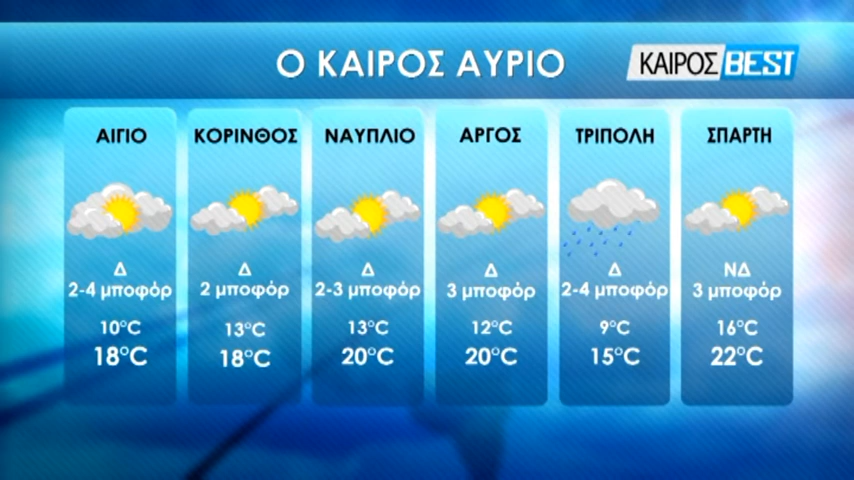 Ο ΚΑΙΡΟΣ ΑΥΡΙΟ
ΚΑΙΡΟΣ BEST
ΑΙΓΙΟ
Δ
2-4 μποφόρ
10°C
18°C
ΚΟΡΙΝΘΟΣ
Δ
2 μποφόρ
13°C
18°C
ΝΑΥΠΛΙΟ
Δ
2-3 μποφόρ
13°C
20°C
ΑΡΓΟΣ
Δ
3 μποφόρ
12°C
20°C
ΤΡΙΠΟΛΗ
Δ
2-4 μποφόρ
9°C
15°C
ΣΠΑΡΤΗ
ΝΔ
3 μποφόρ
16°C
22°C